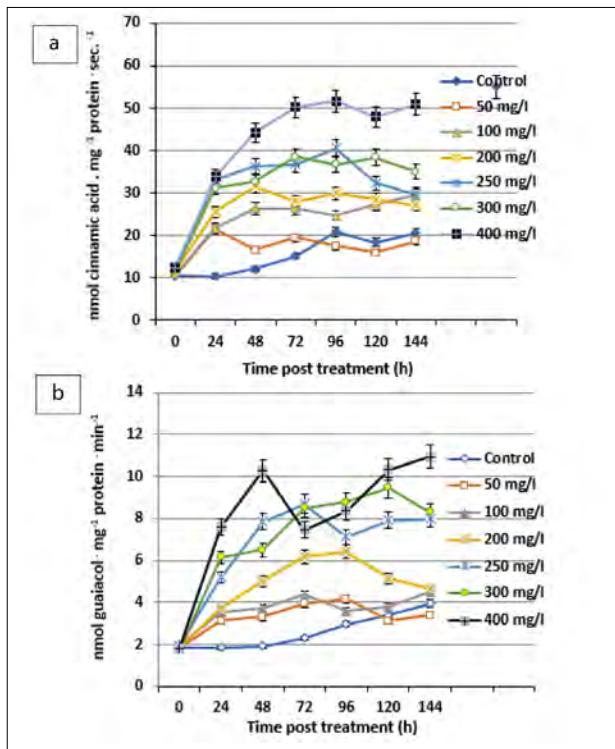 a
nmol cinnamic acid . mg⁻¹ protein · sec. ⁻¹
70
60
50
40
30
20
10
0
0 24 48 72 96 120 144
Time post treatment (h)
Control
50 mg/l
100 mg/l
200 mg/l
250 mg/l
300 mg/l
400 mg/l
b
nmol guaiacol · mg⁻¹ protein · min⁻¹
14
12
10
8
6
4
2
0
0 24 48 72 96 120 144
Time post treatment (h)
Control
50 mg/l
100 mg/l
200 mg/l
250 mg/l
300 mg/l
400 mg/l